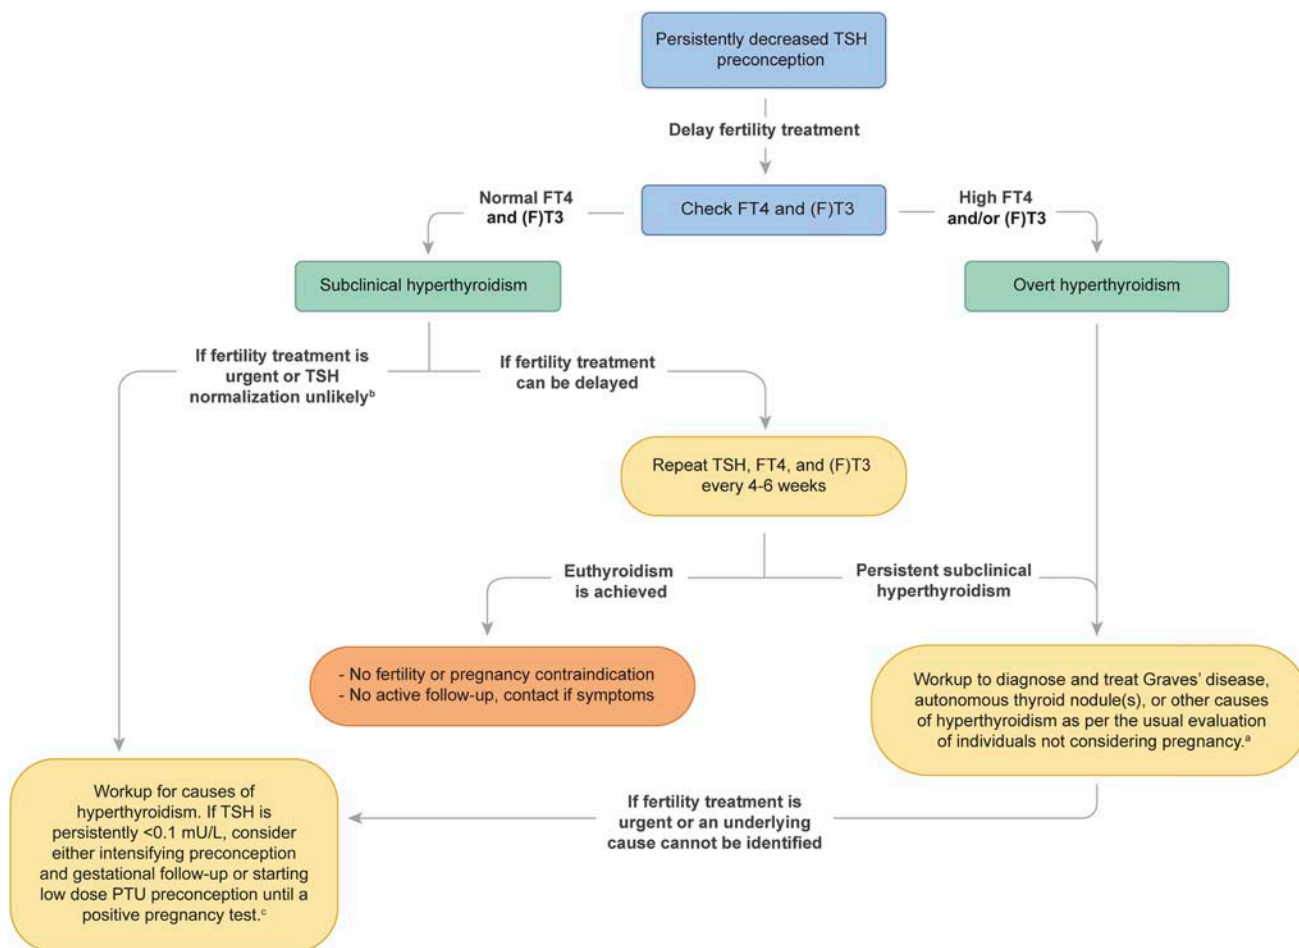 Persistently decreased TSH
preconception
Delay fertility treatment
Check FT4 and (F)T3
Normal FT4
and (F)T3
High FT4
and/or (F)T3
Subclinical hyperthyroidism
Overt hyperthyroidism
If fertility treatment is
urgent or TSH
normalization unlikelyᵇ
If fertility treatment
can be delayed
Repeat TSH, FT4, and (F)T3
every 4-6 weeks
Euthyroidism
is achieved
Persistent subclinical
hyperthyroidism
- No fertility or pregnancy contraindication
- No active follow-up, contact if symptoms
Workup to diagnose and treat Graves’ disease,
autonomous thyroid nodule(s), or other causes
of hyperthyroidism as per the usual evaluation
of individuals not considering pregnancy.ᵃ
If fertility treatment is
urgent or an underlying
cause cannot be identified
Workup for causes of
hyperthyroidism. If TSH is
persistently <0.1 mU/L, consider
either intensifying preconception
and gestational follow-up or starting
low dose PTU preconception until a
positive pregnancy test.ᶜ